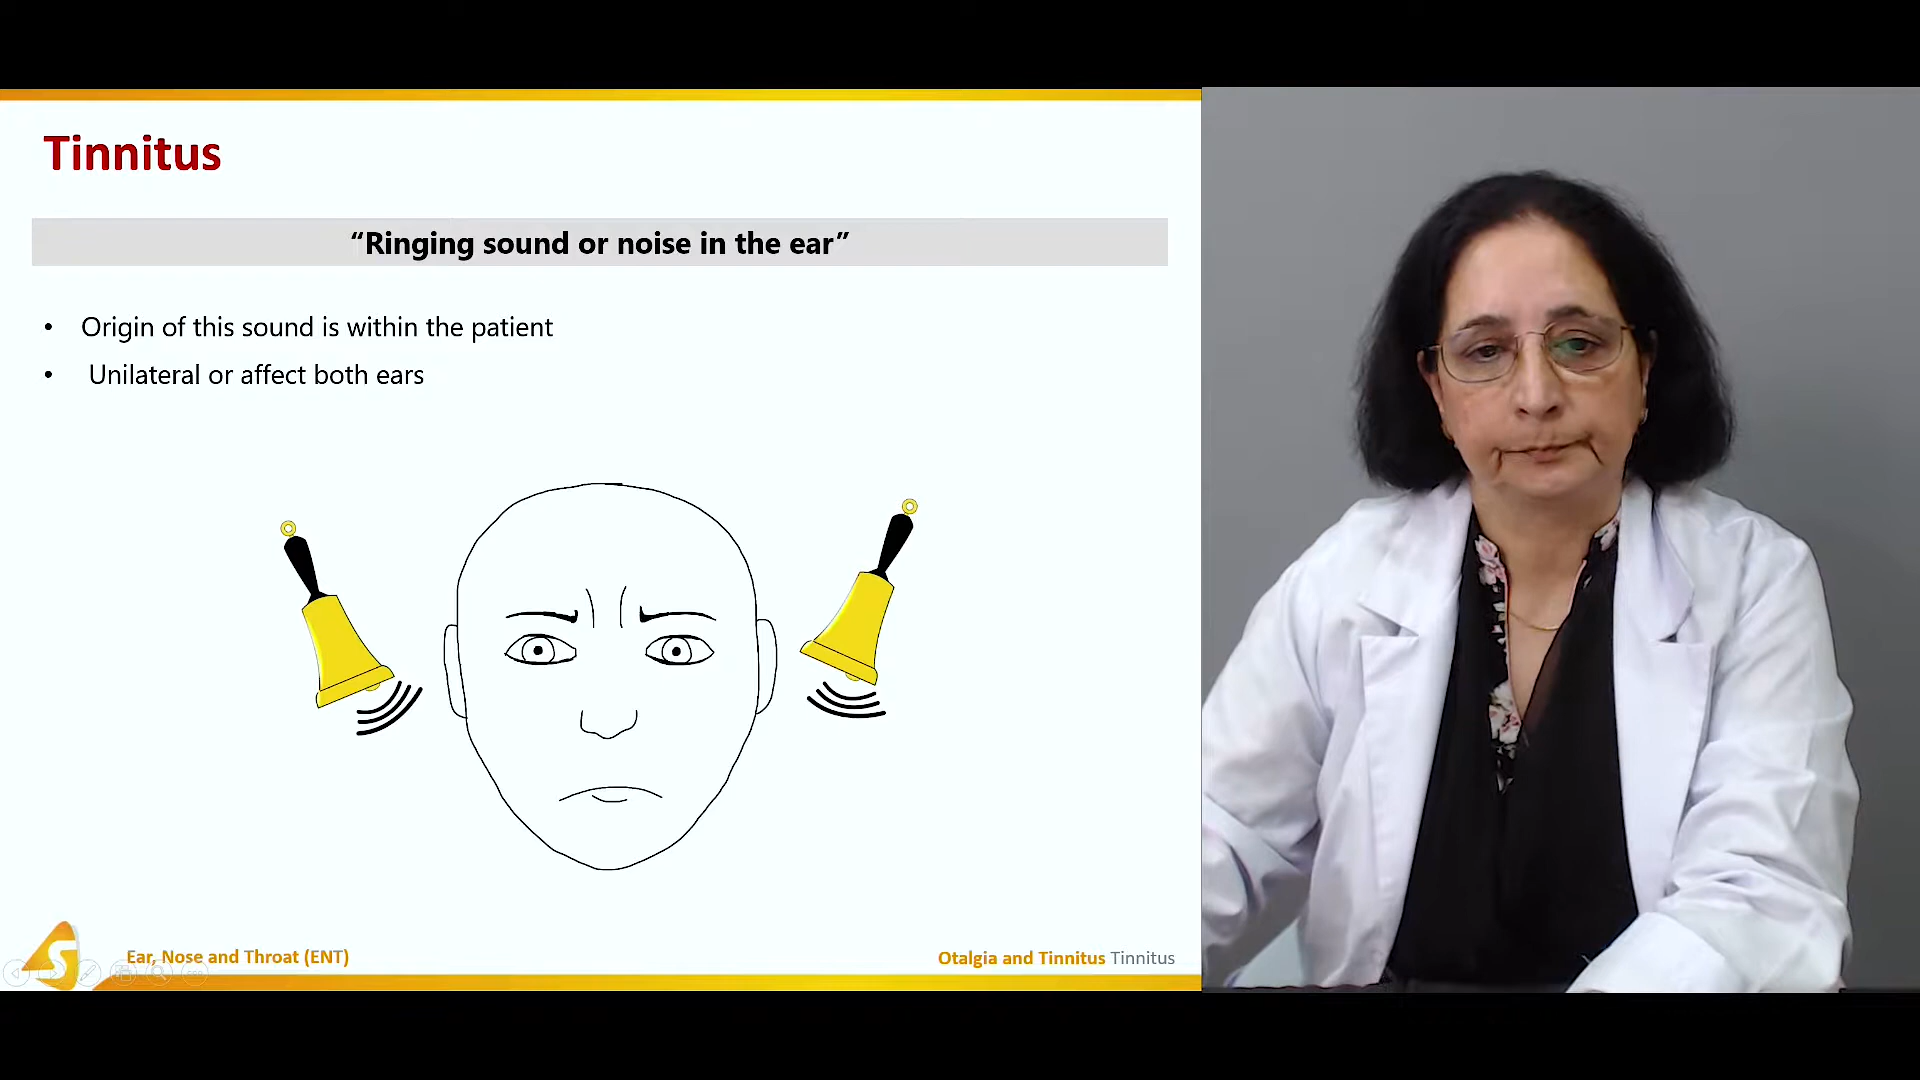 Tinnitus
“Ringing sound or noise in the ear”
• Origin of this sound is within the patient
• Unilateral or affect both ears
S
Ear, Nose and Throat (ENT)
Otalgia and Tinnitus Tinnitus